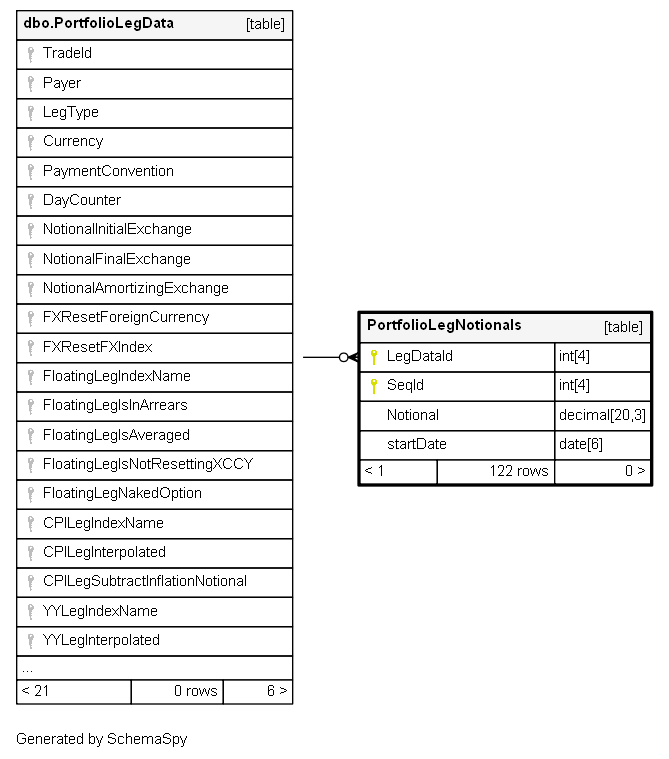 dbo.PortfolioLegData [table]
TradeId
Payer
LegType
Currency
PaymentConvention
DayCounter
NotionalInitialExchange
NotionalFinalExchange
NotionalAmortizingExchange
FXResetForeignCurrency
FXResetFXIndex
FloatingLegIndexName
FloatingLegIsInArrears
FloatingLegIsAveraged
FloatingLegIsNotResettingXCCY
FloatingLegNakedOption
CPILegIndexName
CPILegInterpolated
CPILegSubtractInflationNotional
YYLegIndexName
YYLegInterpolated
...
< 21 0 rows 6 >
PortfolioLegNotionals [table]
LegDataId int[4]
SeqId int[4]
Notional decimal[20,3]
startDate date[6]
< 1 122 rows 0 >
Generated by SchemaSpy